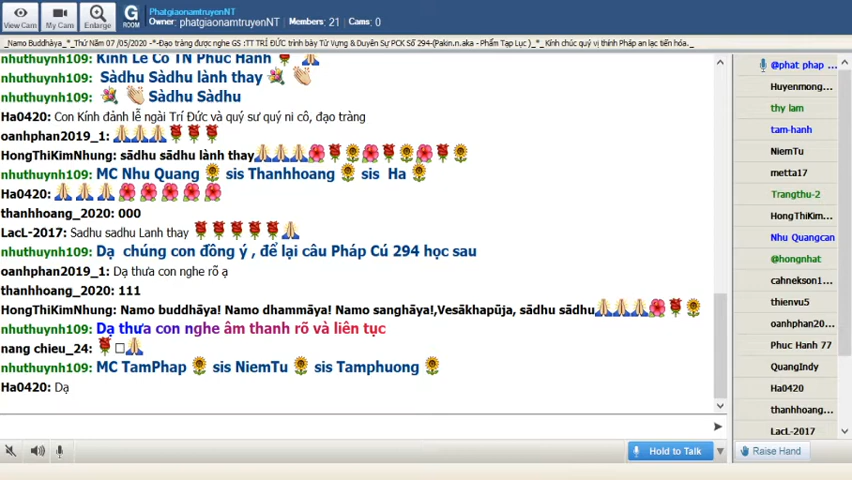 PhatgiaonamtruyenNT
Owner: phatgiaonamtruyenNT Members: 21 Cams: 0
View Cam My Cam Enlarge G ROOM
_Namo Buddhàya_*_Thứ Năm 07 /05/2020 -*-Đạo tràng được nghe GS :TT TRÍ ĐỨC trình bày Từ Vựng & Duyên Sự PCK Số 294-(Pakin.n.aka - Phẩm Tạp Lục )_*_ Kính chúc quý vị thính Pháp an lạc tiến hóa._
nhuthuynh109: Kính Lễ Cô TN Phúc Hạnh
nhuthuynh109: Sàdhu Sàdhu lành thay
nhuthuynh109: Sàdhu Sàdhu
Ha0420: Con Kính đảnh lễ ngài Trí Đức và quý sư quý ni cô, đạo tràng
oanhphan2019_1:
HongThiKimNhung: sādhu sādhu lành thay
nhuthuynh109: MC Nhu Quang sis Thanhhoang sis Ha
Ha0420:
thanhhoang_2020: 000
LacL-2017: Sadhu sadhu Lanh thay
nhuthuynh109: Dạ chúng con đồng ý , để lại câu Pháp Cú 294 học sau
oanhphan2019_1: Dạ thưa con nghe rõ ạ
thanhhoang_2020: 111
HongThiKimNhung: Namo buddhāya! Namo dhammāya! Namo sanghāya!,Vesākhapūja, sādhu sādhu
nhuthuynh109: Dạ thưa con nghe âm thanh rõ và liên tục
nang chieu_24:
nhuthuynh109: MC TamPhap sis NiemTu sis Tamphuong
Ha0420: Dạ
@phat phap ...
Huyenmong...
thy lam
tam-hanh
NiemTu
metta17
Trangthu-2
HongThiKim...
Nhu Quangcan
@hongnhat
cahnekson1...
thienvu5
oanhphan20...
Phuc Hanh 77
QuangIndy
Ha0420
thanhhoang...
LacL-2017
Hold to Talk
Raise Hand